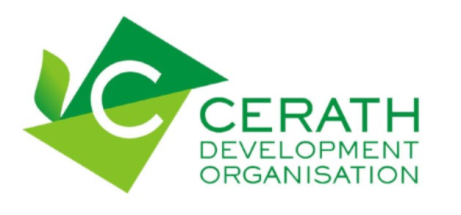 C
CERATH
DEVELOPMENT
ORGANISATION